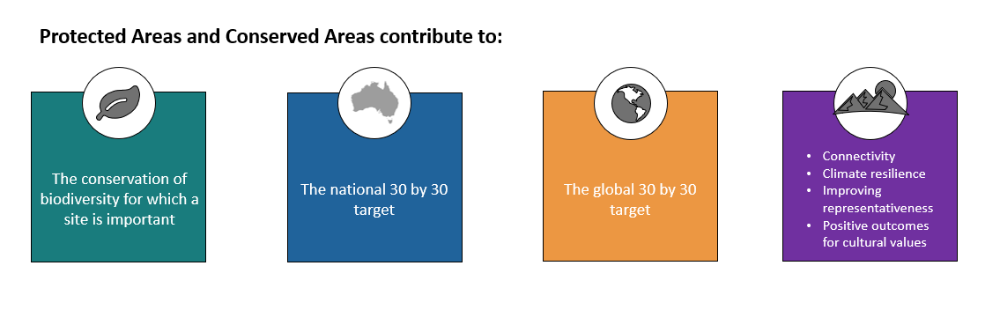 Protected Areas and Conserved Areas contribute to:
The conservation of
biodiversity for which a
site is important
The national 30 by 30
target
The global 30 by 30
target
• Connectivity
• Climate resilience
• Improving
representativeness
• Positive outcomes
for cultural values